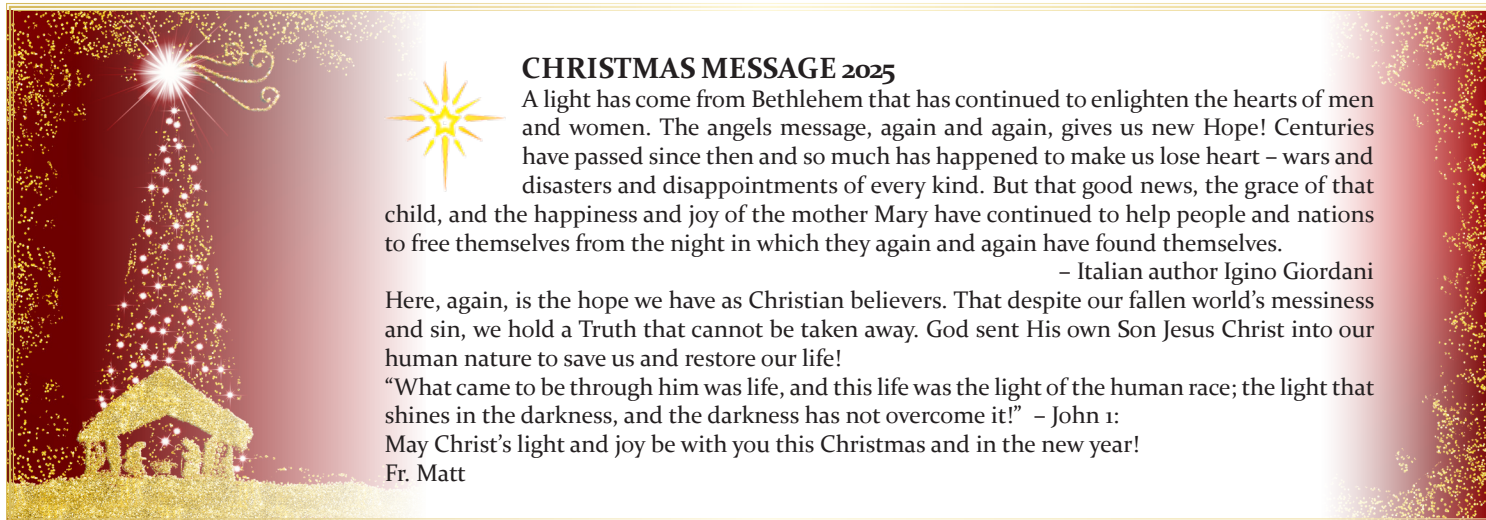 CHRISTMAS MESSAGE 2025
A light has come from Bethlehem that has continued to enlighten the hearts of men
and women. The angels message, again and again, gives us new Hope! Centuries
have passed since then and so much has happened to make us lose heart – wars and
disasters and disappointments of every kind. But that good news, the grace of that
child, and the happiness and joy of the mother Mary have continued to help people and nations
to free themselves from the night in which they again and again have found themselves.
– Italian author Igino Giordani
Here, again, is the hope we have as Christian believers. That despite our fallen world’s messiness
and sin, we hold a Truth that cannot be taken away. God sent His own Son Jesus Christ into our
human nature to save us and restore our life!
“What came to be through him was life, and this life was the light of the human race; the light that
shines in the darkness, and the darkness has not overcome it!” – John 1:
May Christ’s light and joy be with you this Christmas and in the new year!
Fr. Matt